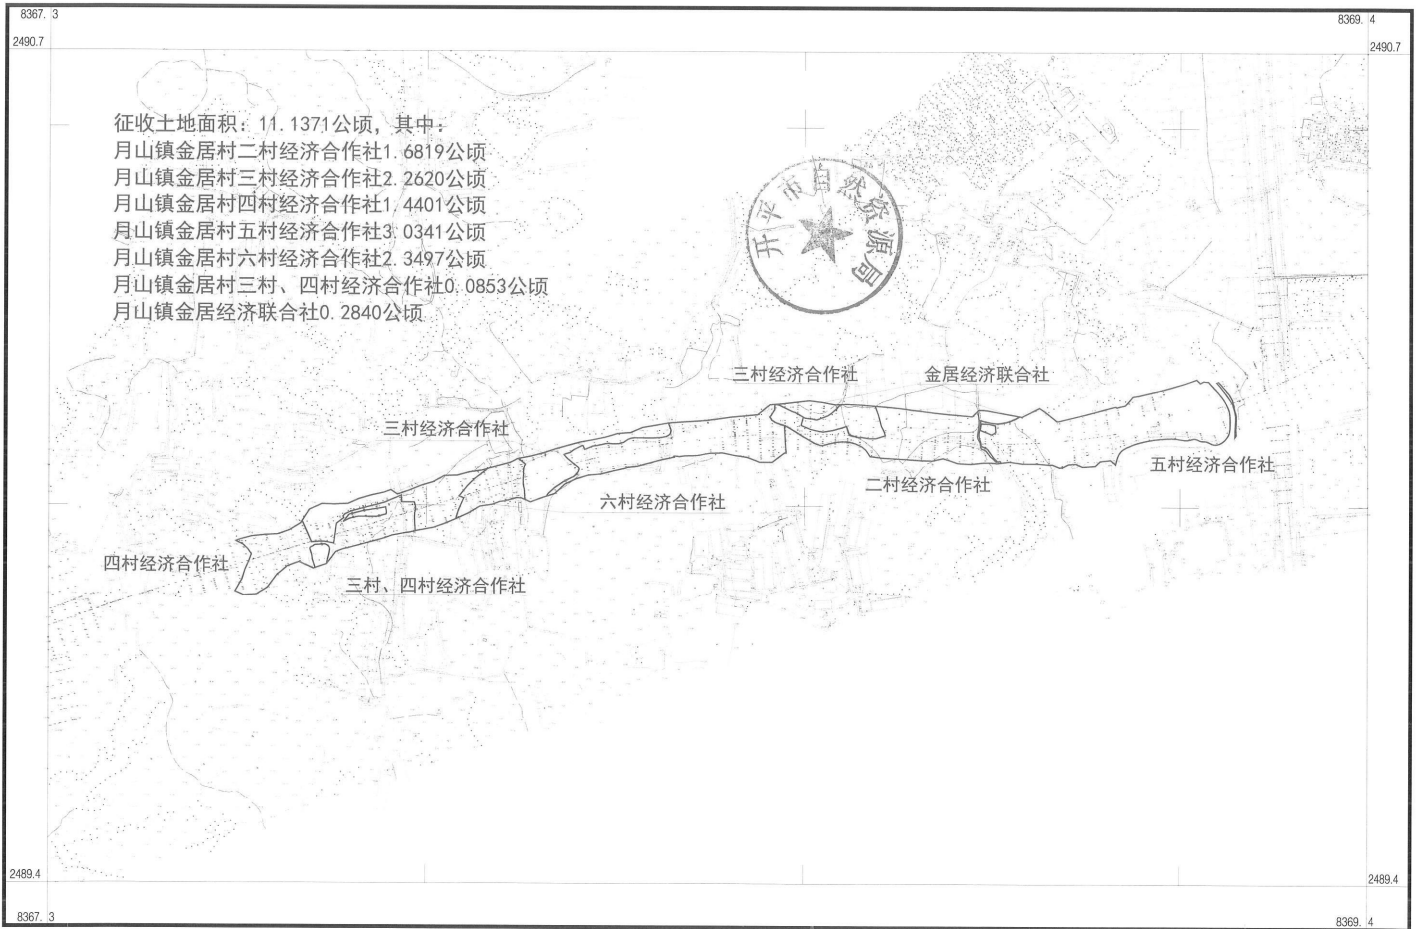 8367. 3
8369. 4
2490.7
2490.7
征收土地面积：11.1371公顷，其中：
月山镇金居村二村经济合作社1.6819公顷
月山镇金居村三村经济合作社2.2620公顷
月山镇金居村四村经济合作社1.4401公顷
月山镇金居村五村经济合作社3.0341公顷
月山镇金居村六村经济合作社2.3497公顷
月山镇金居村三村、四村经济合作社0.0853公顷
月山镇金居经济联合社0.2840公顷
开平市自然资源局
三村经济合作社
金居经济联合社
三村经济合作社
五村经济合作社
二村经济合作社
六村经济合作社
四村经济合作社
三村、四村经济合作社
2489.4
2489.4
8367. 3
8369. 4